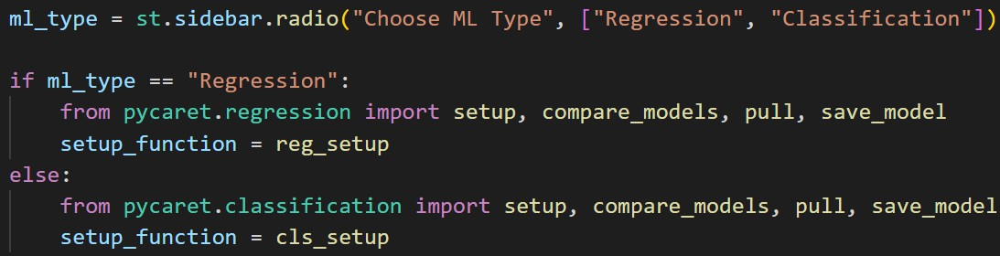 ml_type = st.sidebar.radio("Choose ML Type", ["Regression", "Classification"])
if ml_type == "Regression":
    from pycaret.regression import setup, compare_models, pull, save_model
    setup_function = reg_setup
else:
    from pycaret.classification import setup, compare_models, pull, save_model
    setup_function = cls_setup